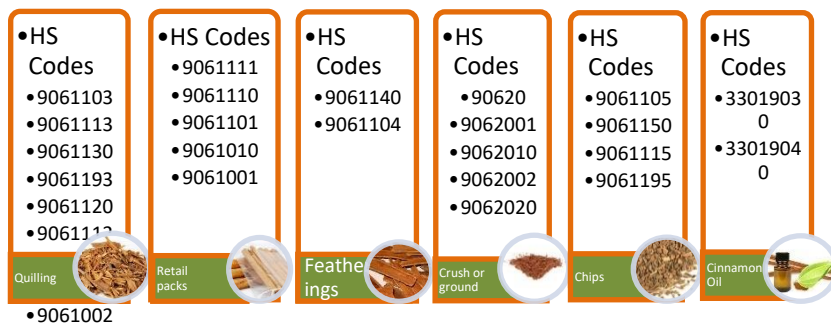 •HS
Codes
•9061103
•9061113
•9061130
•9061193
•9061120
Quilling
•9061002
•HS Codes
•9061111
•9061110
•9061101
•9061010
•9061001
Retail
packs
•HS
Codes
•9061140
•9061104
Feathe
ings
•HS
Codes
•90620
•9062001
•9062010
•9062002
•9062020
Crush or
ground
•HS
Codes
•9061105
•9061150
•9061115
•9061195
Chips
•HS
Codes
•3301903
0
•3301904
0
Cinnamon
Oil